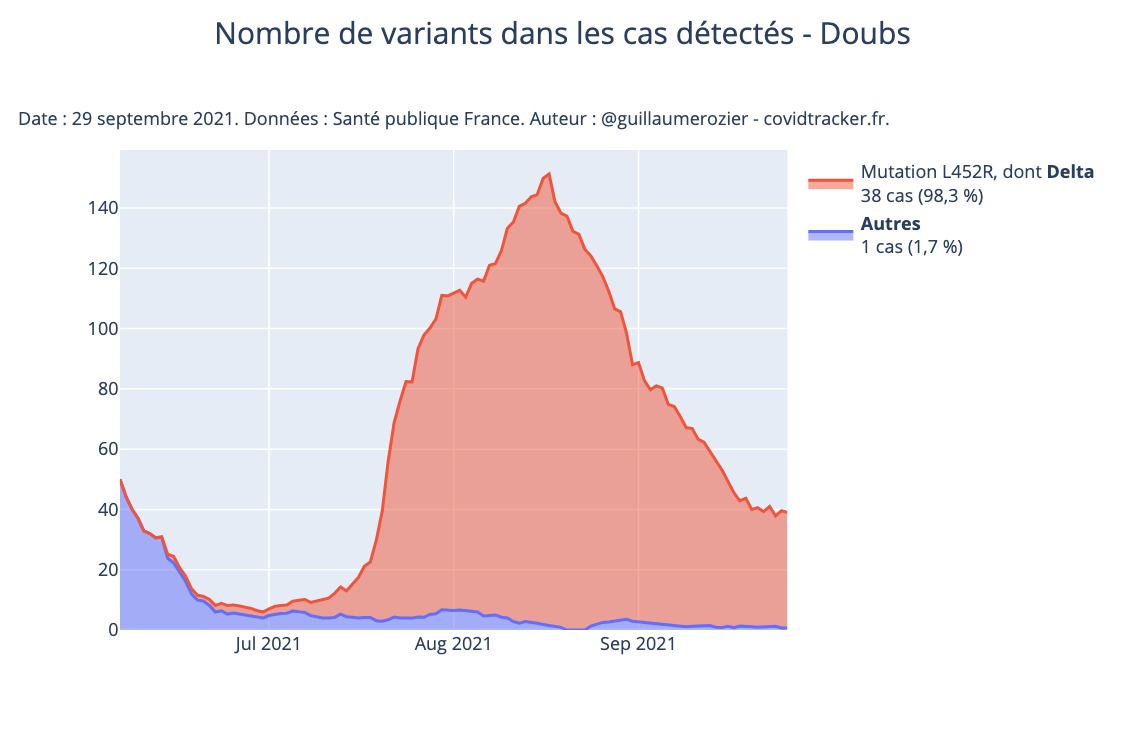 Nombre de variants dans les cas détectés - Doubs
Date : 29 septembre 2021. Données : Santé publique France. Auteur : @guillaumerozier - covidtracker.fr.
Mutation L452R, dont Delta
38 cas (98,3 %)
Autres
1 cas (1,7 %)
140
120
100
80
60
40
20
0
Jul 2021
Aug 2021
Sep 2021